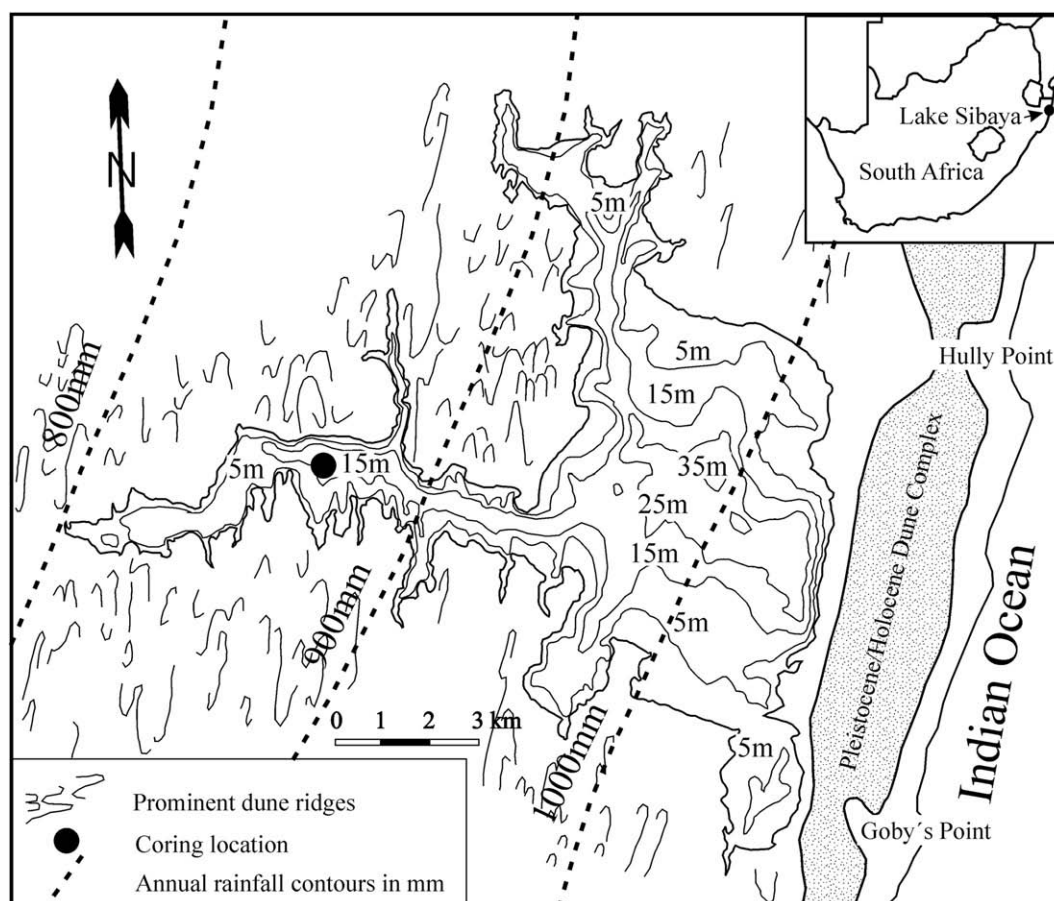 N
Lake Sibaya
South Africa
5m
Hully Point
5m
15m
800mm
5m
15m
35m
25m
15m
900mm
5m
1000mm
5m
Pleistocene/Holocene Dune Complex
Indian Ocean
Goby´s Point
0 1 2 3 km
Prominent dune ridges
Coring location
Annual rainfall contours in mm